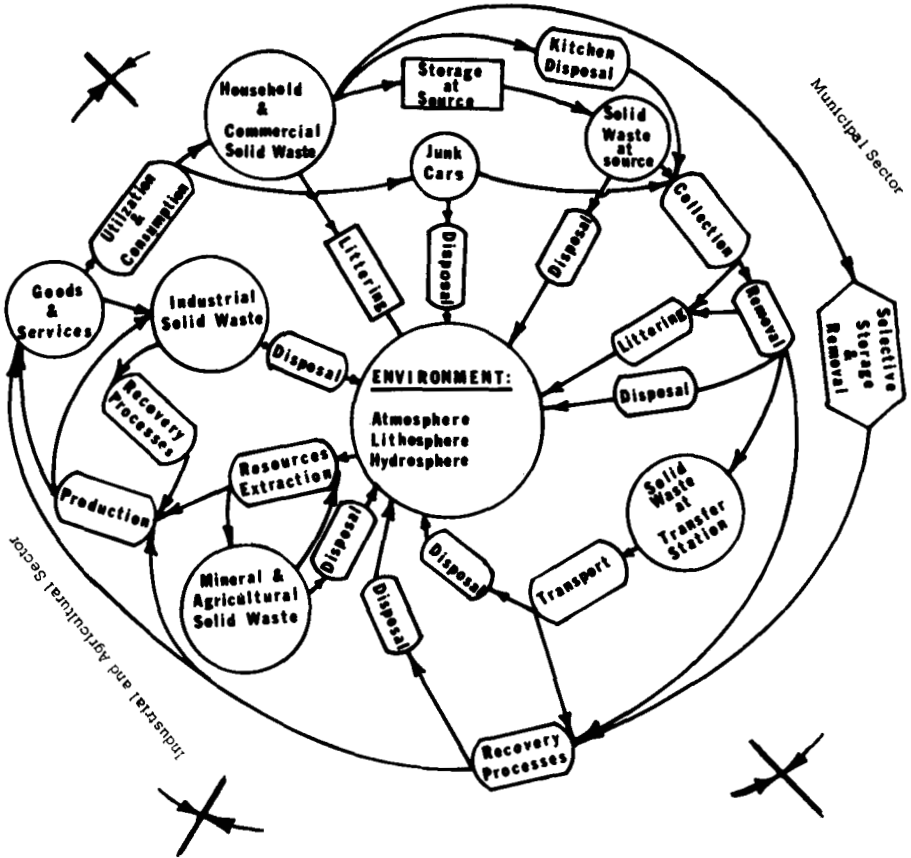 Kitchen
Disposal
Storage
at
Source
Household
&
Commercial
Solid Waste
Solid
Waste
at
source
Municipal Sector
Junk
Cars
Utilzation
&
Consumption
Collection
Littering
Disposal
Disposal
Goods
&
Services
Industrial
Solid Waste
Removal
Littering
Selective
Storage
&
Removal
Disposal
ENVIRONMENT:
Atmosphere
Lithosphere
Hydrosphere
Disposal
Recovery
Processes
Resources
Extraction
Production
Solid
Waste
at
Transfer
Station
Disposal
Disposal
Transport
Mineral &
Agricultural
Solid Waste
Disposal
Industrial and Agricultural Sector
Recovery
Processes